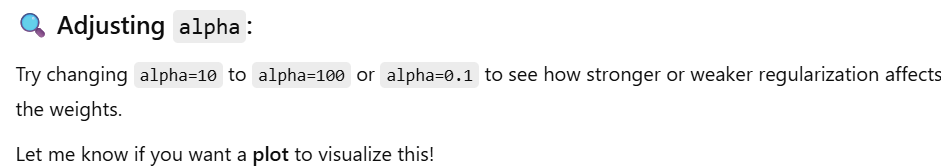 Adjusting alpha:
Try changing alpha=10 to alpha=100 or alpha=0.1 to see how stronger or weaker regularization affects
the weights.
Let me know if you want a plot to visualize this!